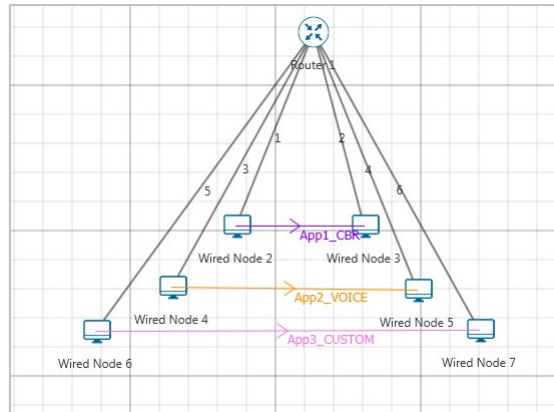 Router 1
1
2
3
4
5
6
App1_CBR
Wired Node 2
Wired Node 3
App2_VOICE
Wired Node 4
Wired Node 5
App3_CUSTOM
Wired Node 6
Wired Node 7